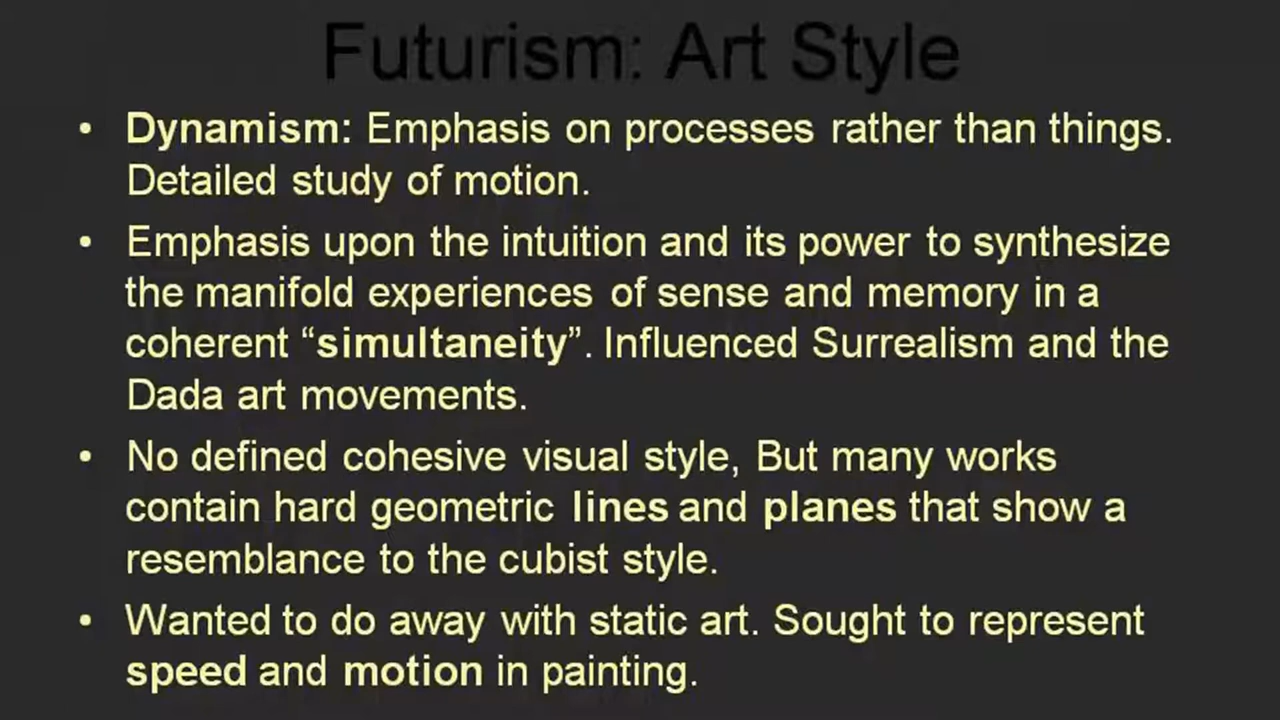 Futurism: Art Style
• Dynamism: Emphasis on processes rather than things.
Detailed study of motion.
• Emphasis upon the intuition and its power to synthesize
the manifold experiences of sense and memory in a
coherent “simultaneity”. Influenced Surrealism and the
Dada art movements.
• No defined cohesive visual style, But many works
contain hard geometric lines and planes that show a
resemblance to the cubist style.
• Wanted to do away with static art. Sought to represent
speed and motion in painting.